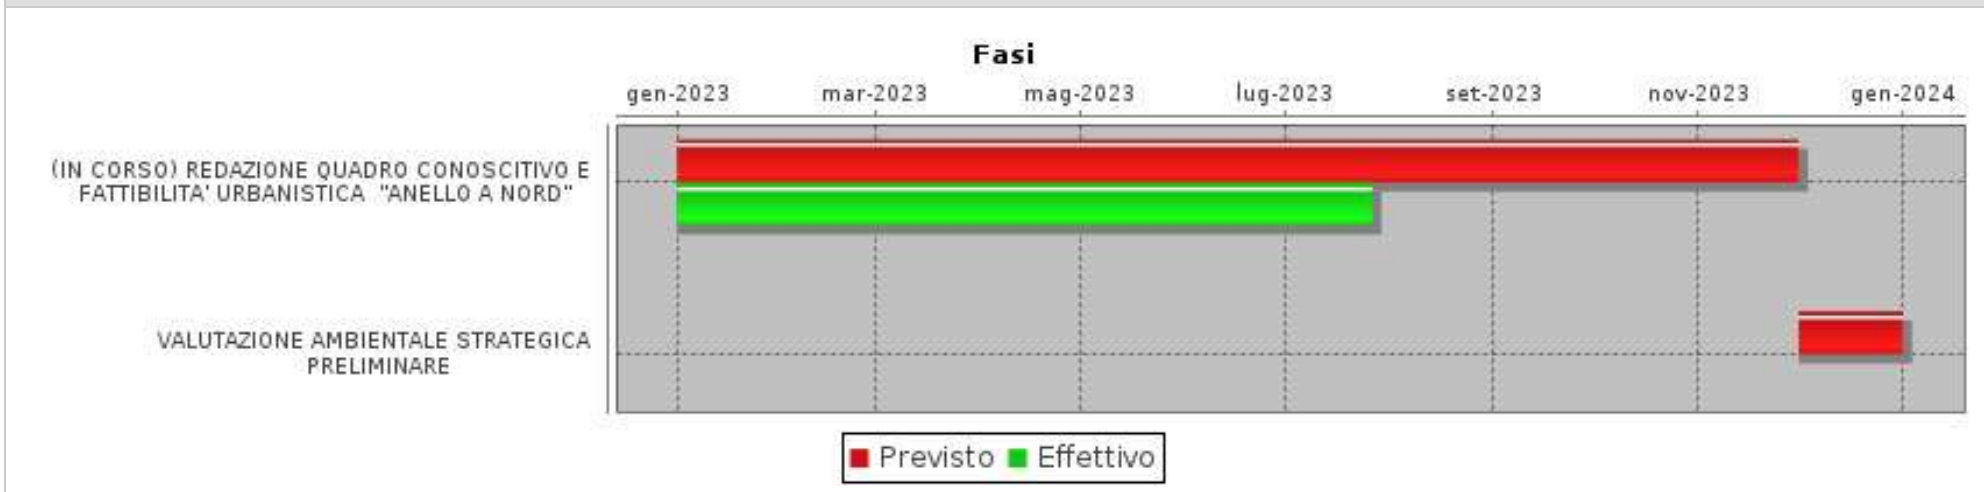 Fasi
gen-2023 mar-2023 mag-2023 lug-2023 set-2023 nov-2023 gen-2024
(IN CORSO) REDAZIONE QUADRO CONOSCITIVO E
FATTIBILITA' URBANISTICA "ANELLO A NORD"
VALUTAZIONE AMBIENTALE STRATEGICA
PRELIMINARE
Previsto Effettivo